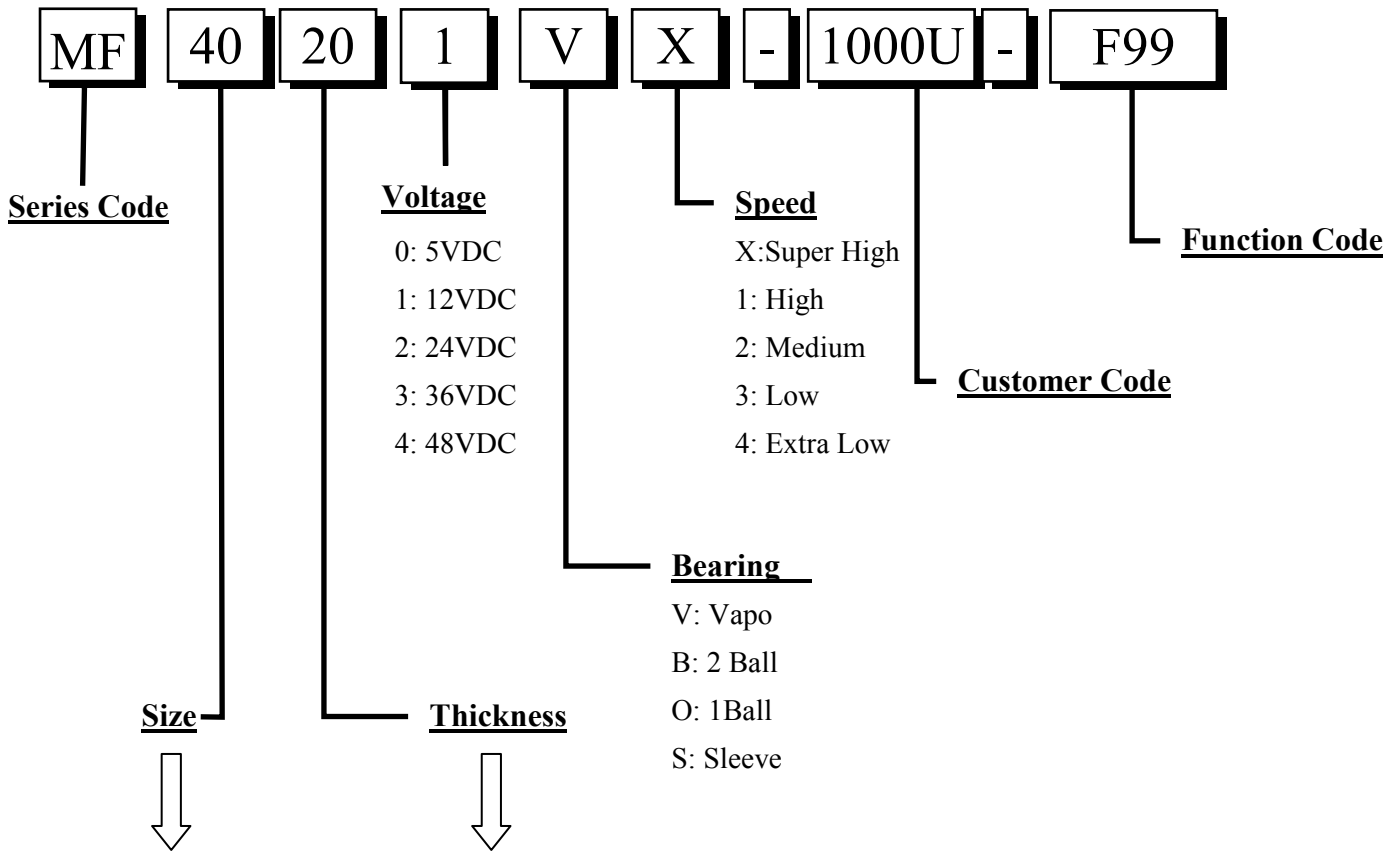 MF 40 20 1 V X - 1000U - F99
Series Code
Voltage
0: 5VDC
1: 12VDC
2: 24VDC
3: 36VDC
4: 48VDC
Speed
X:Super High
1: High
2: Medium
3: Low
4: Extra Low
Function Code
Customer Code
Bearing
V: Vapo
B: 2 Ball
O: 1Ball
S: Sleeve
Size
Thickness